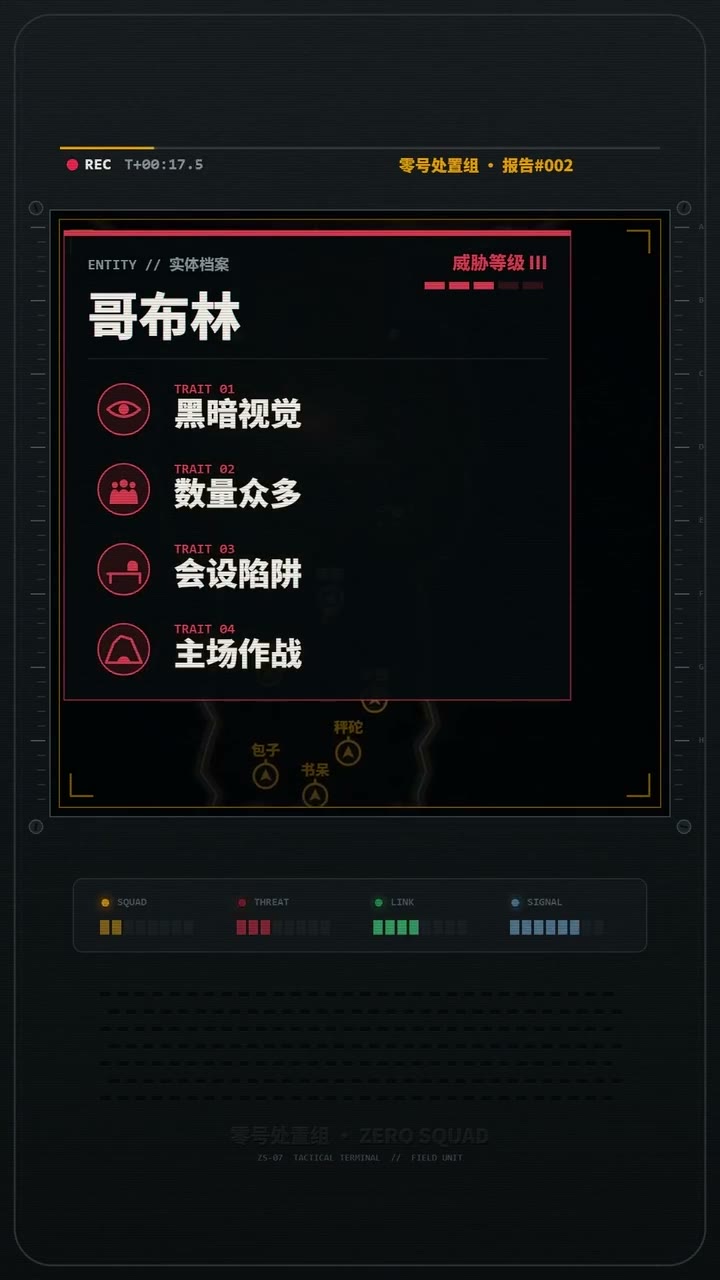 REC T+00:17.5 零号处置组 · 报告#002
ENTITY // 实体档案 威胁等级 III
哥布林
TRAIT 01
黑暗视觉
TRAIT 02
数量众多
TRAIT 03
会设陷阱
TRAIT 04
主场作战
秤砣
包子
书呆
SQUAD THREAT LINK SIGNAL
零号处置组 · ZERO SQUAD
ZS-07 TACTICAL TERMINAL // FIELD UNIT